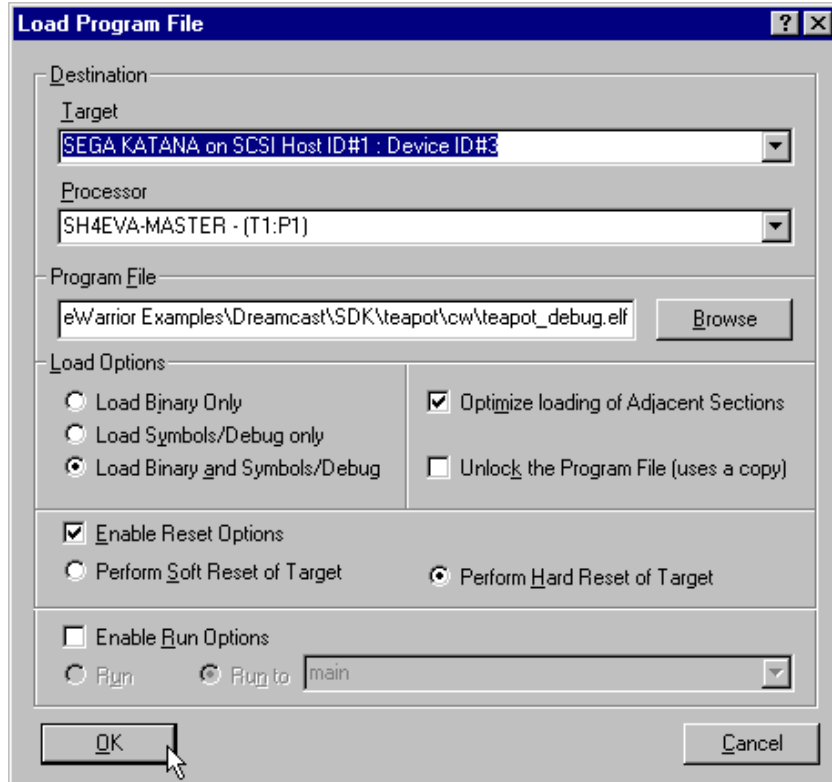 Load Program File
Destination
Target
SEGA KATANA on SCSI Host ID#1 : Device ID#3
Processor
SH4EVA-MASTER - (T1:P1)
Program File
eWarrior Examples\Dreamcast\SDK\teapot\cw\teapot_debug.elf
Browse
Load Options
Load Binary Only
Load Symbols/Debug only
Load Binary and Symbols/Debug
Optimize loading of Adjacent Sections
Unlock the Program File (uses a copy)
Enable Reset Options
Perform Soft Reset of Target
Perform Hard Reset of Target
Enable Run Options
Run
Run to
main
OK
Cancel